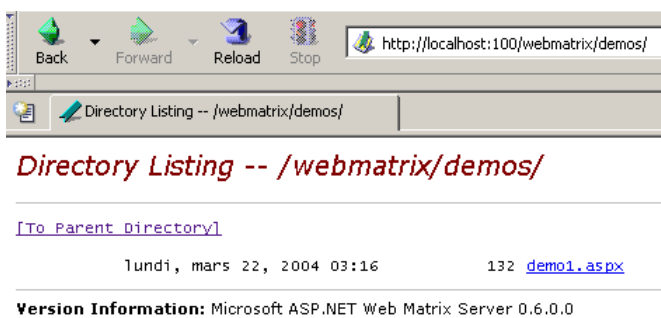 Back Forward Reload Stop http://localhost:100/webmatrix/demos/
Directory Listing -- /webmatrix/demos/
Directory Listing -- /webmatrix/demos/
[To Parent Directory]
lundi, mars 22, 2004 03:16 132 demo1.aspx
Version Information: Microsoft ASP.NET Web Matrix Server 0.6.0.0